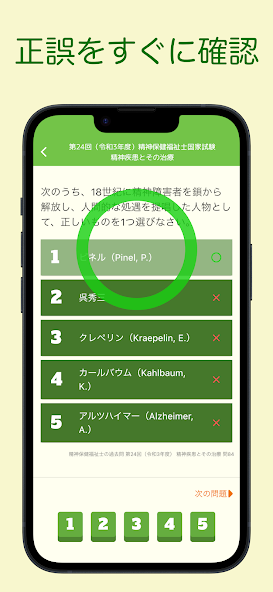 正誤をすぐに確認
第24回（令和3年度）精神保健福祉士国家試験
精神疾患とその治療
次のうち、18世紀に精神障害者を鎖から
解放し、人間的な処遇を提唱した人物とし
て、正しいものを1つ選びなさい。
1 ピネル（Pinel, P.）
2 呉秀三
3 クレペリン（Kraepelin, E.）
4 カールバウム（Kahlbaum,
K.）
5 アルツハイマー（Alzheimer,
A.）
精神保健福祉士の過去問 第24回（令和3年度） 精神疾患とその治療 第64
次の問題
1 2 3 4 5